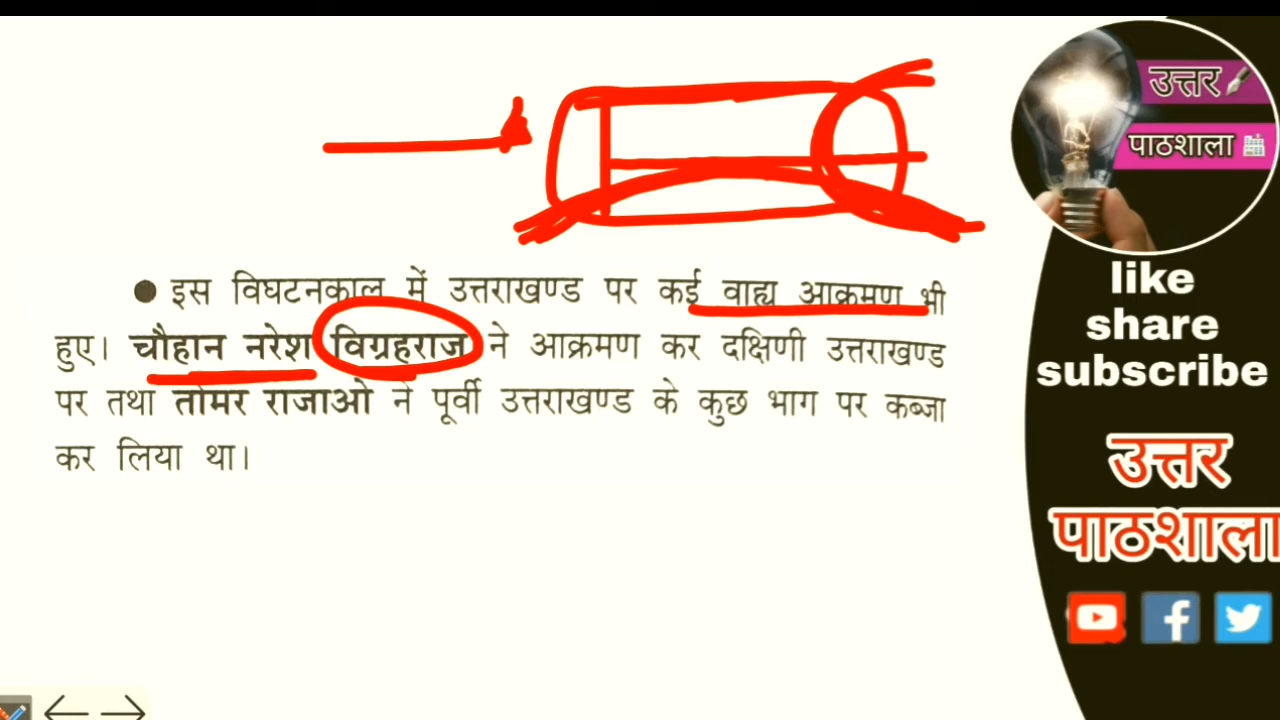 ● इस विघटनकाल में उत्तराखण्ड पर कई वाह्य आक्रमण भी
हुए। चौहान नरेश विग्रहराज ने आक्रमण कर दक्षिणी उत्तराखण्ड
पर तथा तोमर राजाओ ने पूर्वी उत्तराखण्ड के कुछ भाग पर कब्जा
कर लिया था।
उत्तर
पाठशाला
like
share
subscribe
उत्तर
पाठशाला